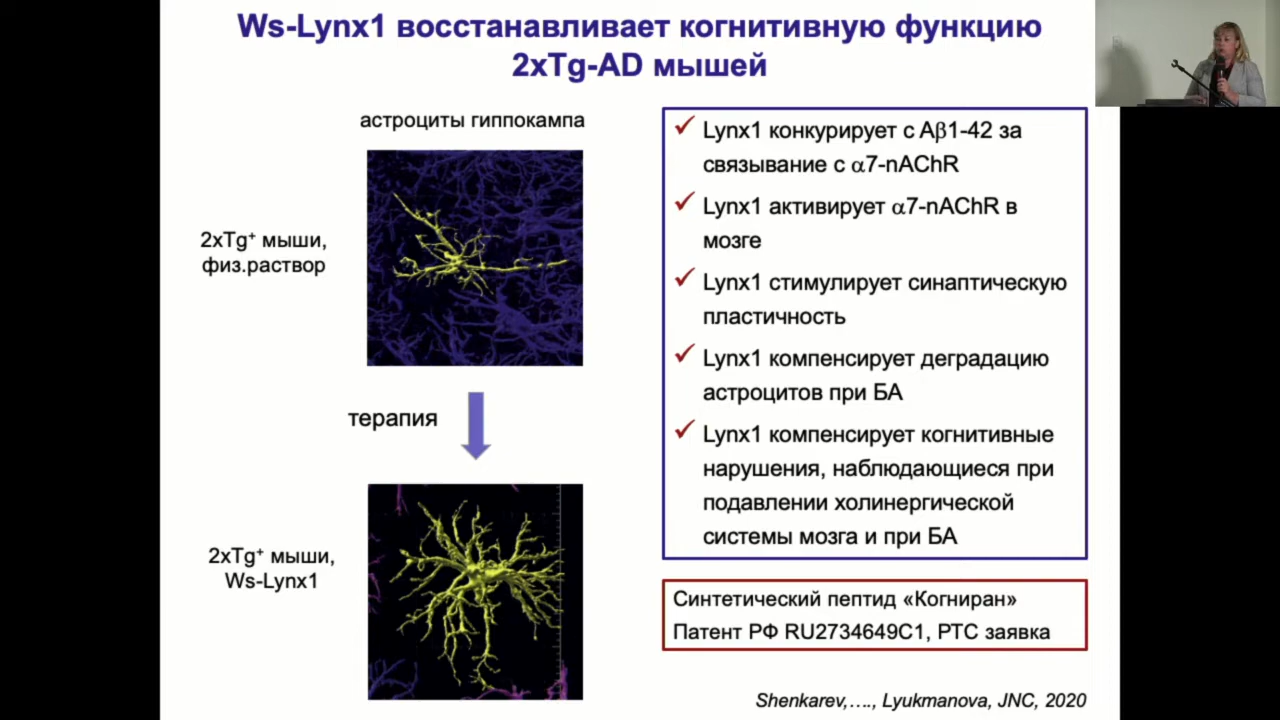 Ws-Lynx1 восстанавливает когнитивную функцию
2xTg-AD мышей
астроциты гиппокампа
2xTg⁺ мыши,
физ.раствор
терапия
2xTg⁺ мыши,
Ws-Lynx1
✓ Lynx1 конкурирует с Aβ1-42 за
связывание с α7-nAChR
✓ Lynx1 активирует α7-nAChR в
мозге
✓ Lynx1 стимулирует синаптическую
пластичность
✓ Lynx1 компенсирует деградацию
астроцитов при БА
✓ Lynx1 компенсирует когнитивные
нарушения, наблюдающиеся при
подавлении холинергической
системы мозга и при БА
Синтетический пептид «Когниран»
Патент РФ RU2734649C1, РТС заявка
Shenkarev,…., Lyukmanova, JNC, 2020